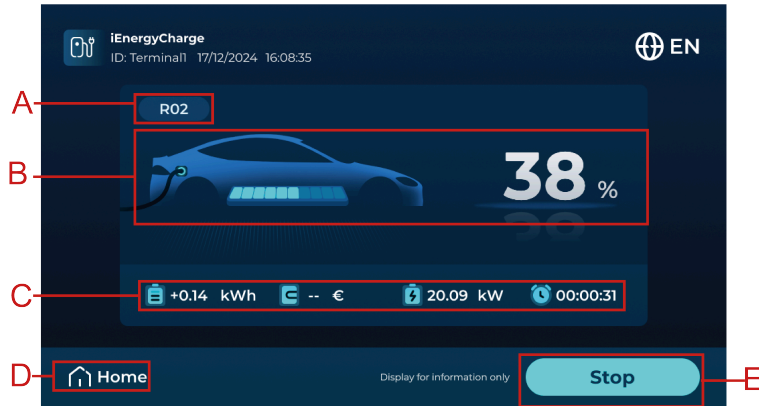 iEnergyCharge
ID: Terminal1 17/12/2024 16:08:35
EN
A
R02
B
38 %
C
+0.14 kWh -- € 20.09 kW 00:00:31
D
Home
Display for information only
Stop
E